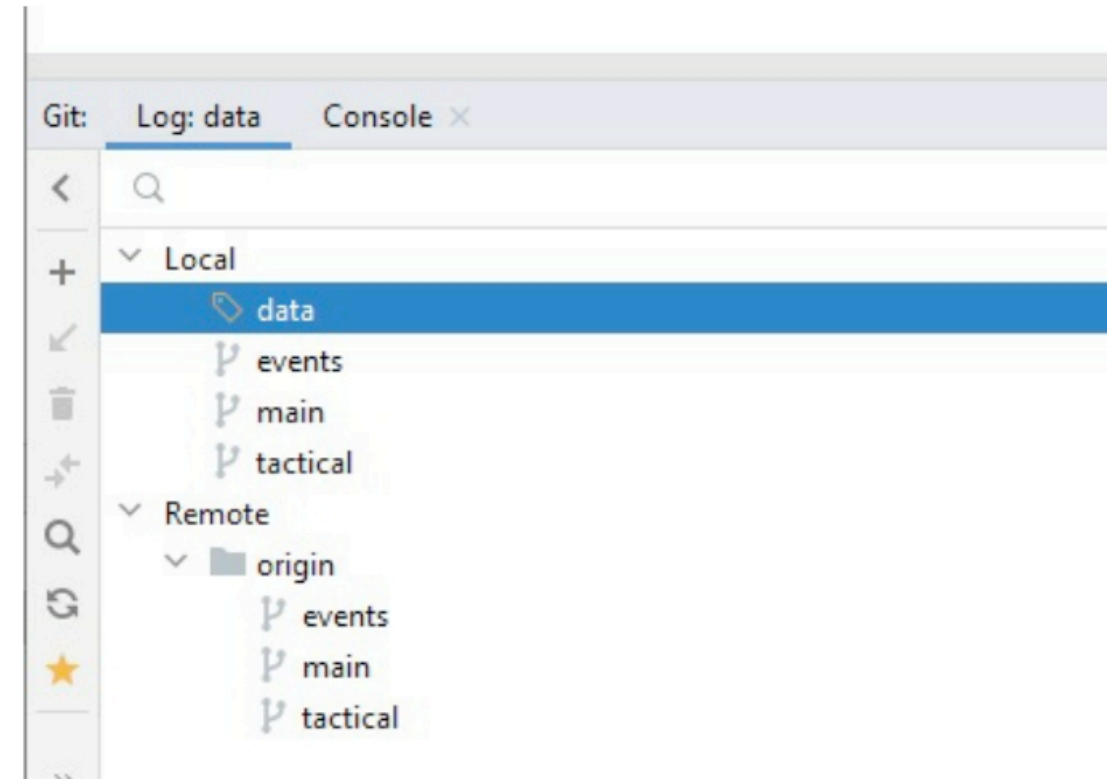 Git: Log: data Console
Local
data
events
main
tactical
Remote
origin
events
main
tactical